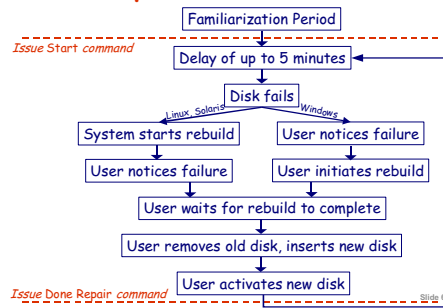 Familiarization Period
Issue Start command
Delay of up to 5 minutes
Disk fails
Linux, Solaris
Windows
System starts rebuild
User notices failure
User notices failure
User initiates rebuild
User waits for rebuild to complete
User removes old disk, inserts new disk
User activates new disk
Issue Done Repair command
Slide